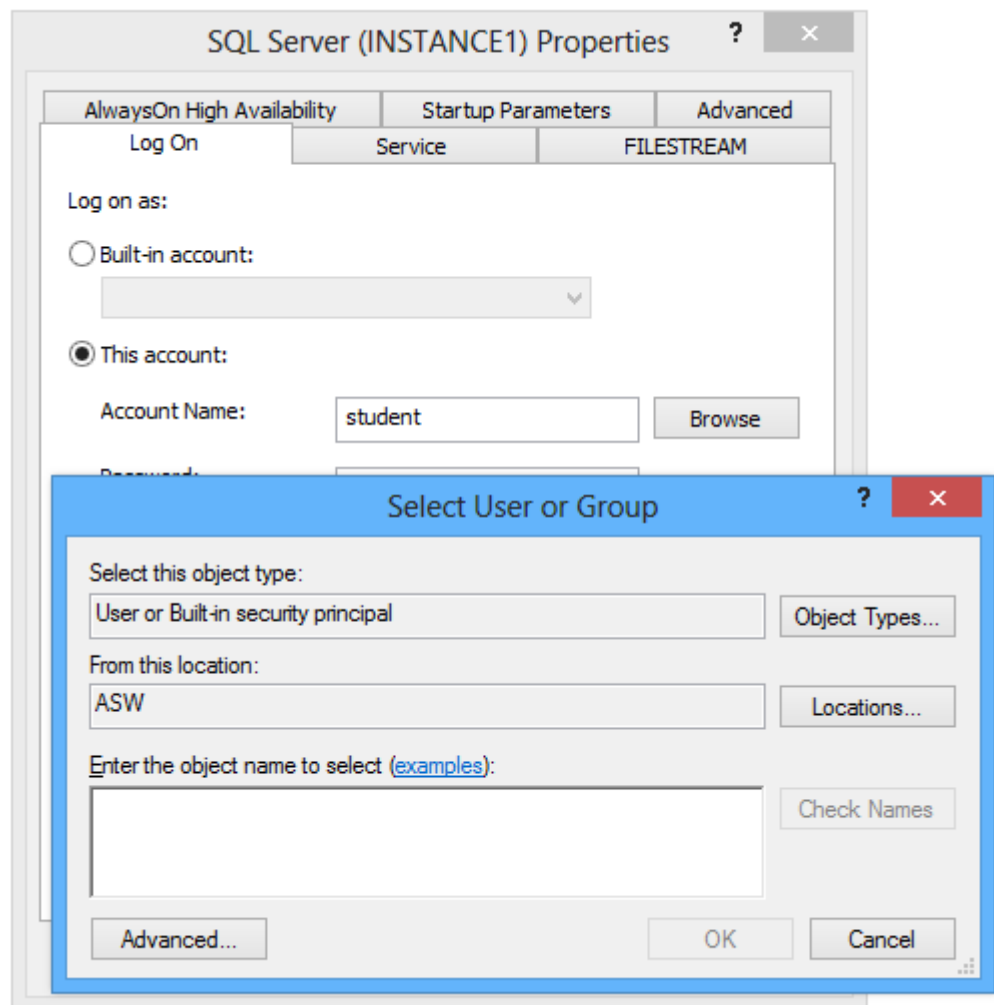 SQL Server (INSTANCE1) Properties
?
AlwaysOn High Availability
Startup Parameters
Advanced
Log On
Service
FILESTREAM
Log on as:
Built-in account:
This account:
Account Name:
student
Browse
Select User or Group
?
Select this object type:
User or Built-in security principal
Object Types...
From this location:
ASW
Locations...
Enter the object name to select (examples):
Check Names
Advanced...
OK
Cancel